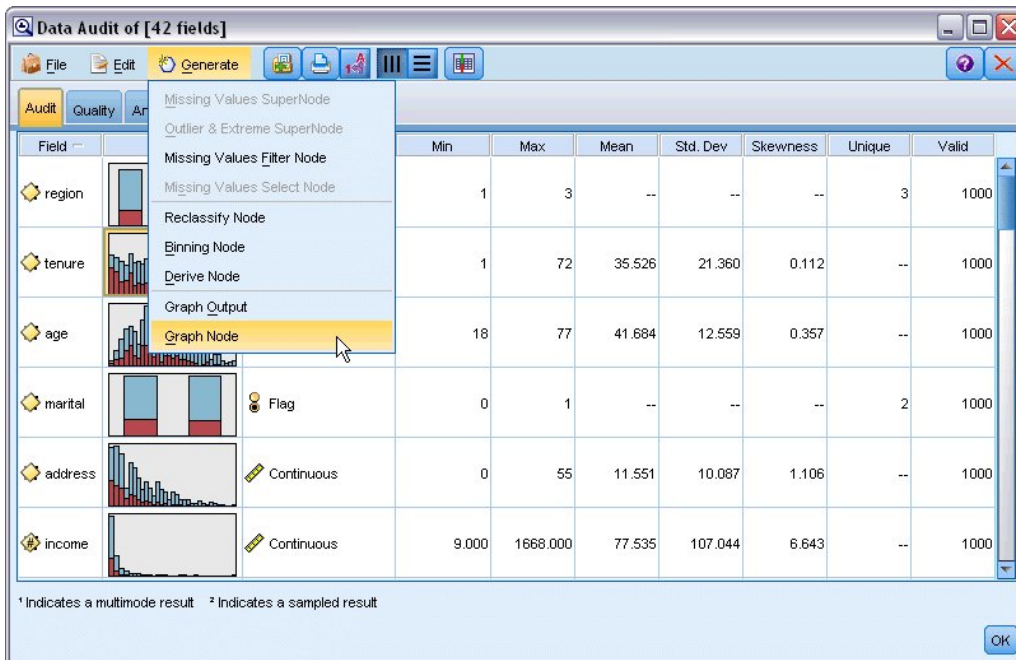 Data Audit of [42 fields]
File Edit Generate
Audit Quality An
Missing Values SuperNode
Outlier & Extreme SuperNode
Missing Values Filter Node
Missing Values Select Node
Reclassify Node
Binning Node
Derive Node
Graph Output
Graph Node
Field Min Max Mean Std. Dev Skewness Unique Valid
region 1 3 -- -- -- 3 1000
tenure 1 72 35.526 21.360 0.112 -- 1000
age 18 77 41.684 12.559 0.357 -- 1000
marital Flag 0 1 -- -- -- 2 1000
address Continuous 0 55 11.551 10.087 1.106 -- 1000
income Continuous 9.000 1668.000 77.535 107.044 6.643 -- 1000
¹ Indicates a multimode result ² Indicates a sampled result
OK